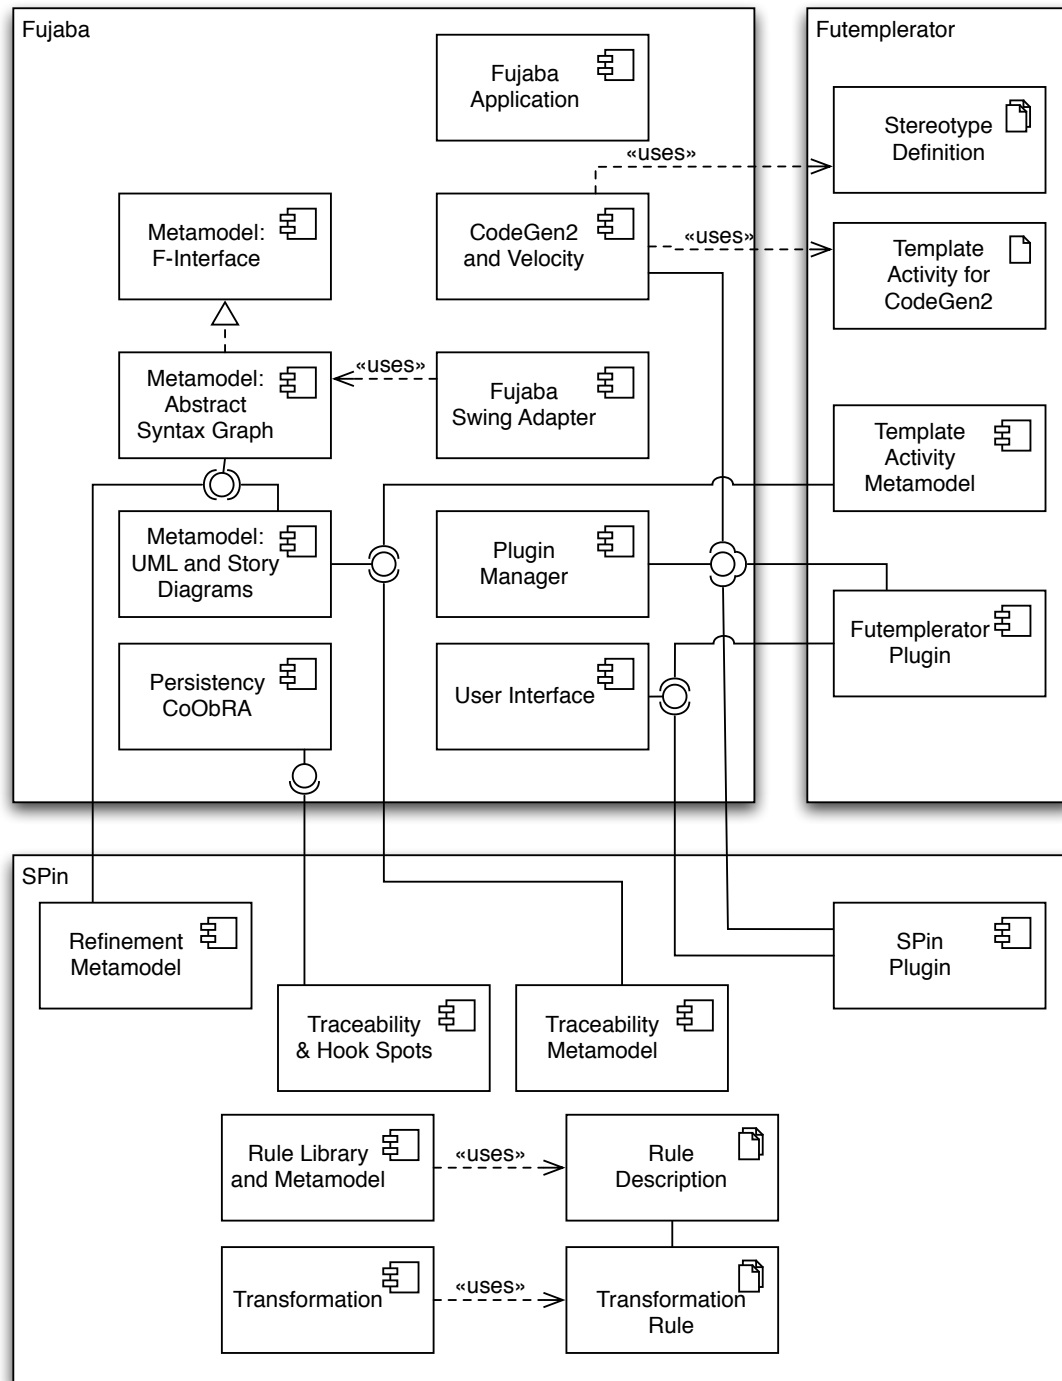 Fujaba
Futemplerator
Fujaba
Application
Stereotype
Definition
«uses»
Metamodel:
F-Interface
CodeGen2
and Velocity
«uses»
Template
Activity for
CodeGen2
Metamodel:
Abstract
Syntax Graph
«uses»
Fujaba
Swing Adapter
Template
Activity
Metamodel
Metamodel:
UML and Story
Diagrams
Plugin
Manager
Futemplerator
Plugin
Persistency
CoObRA
User Interface
SPin
Refinement
Metamodel
SPin
Plugin
Traceability
& Hook Spots
Traceability
Metamodel
Rule Library
and Metamodel
«uses»
Rule
Description
Transformation
«uses»
Transformation
Rule